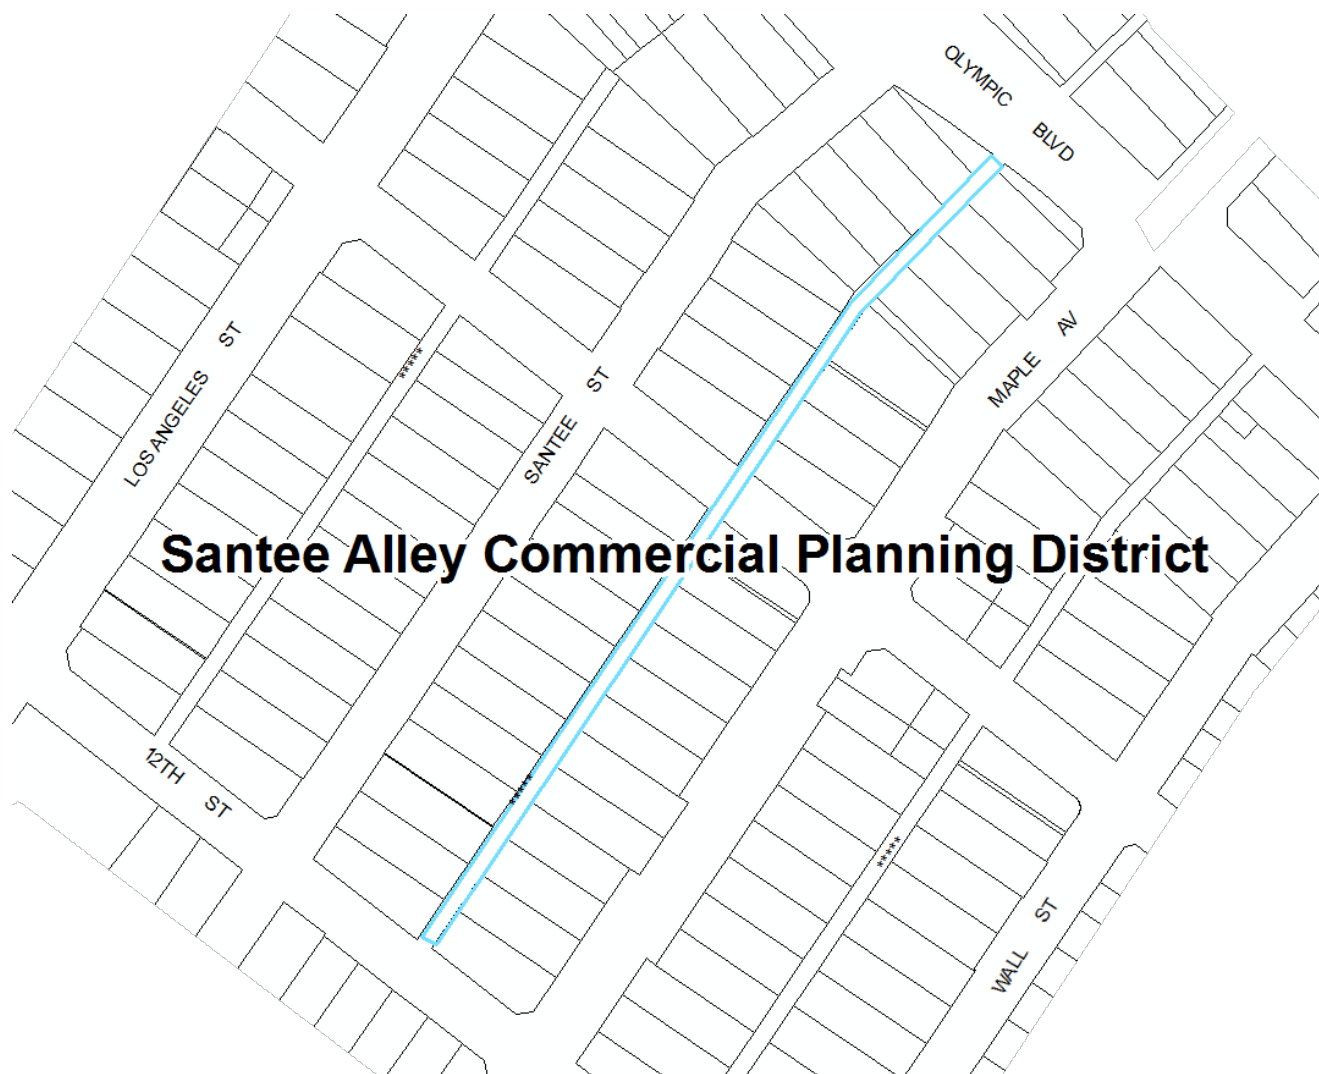 OLYMPIC BLVD
MAPLE AV
LOS ANGELES ST
*****
SANTEE ST
Santee Alley Commercial Planning District
12TH ST
*****
*****
WALL ST